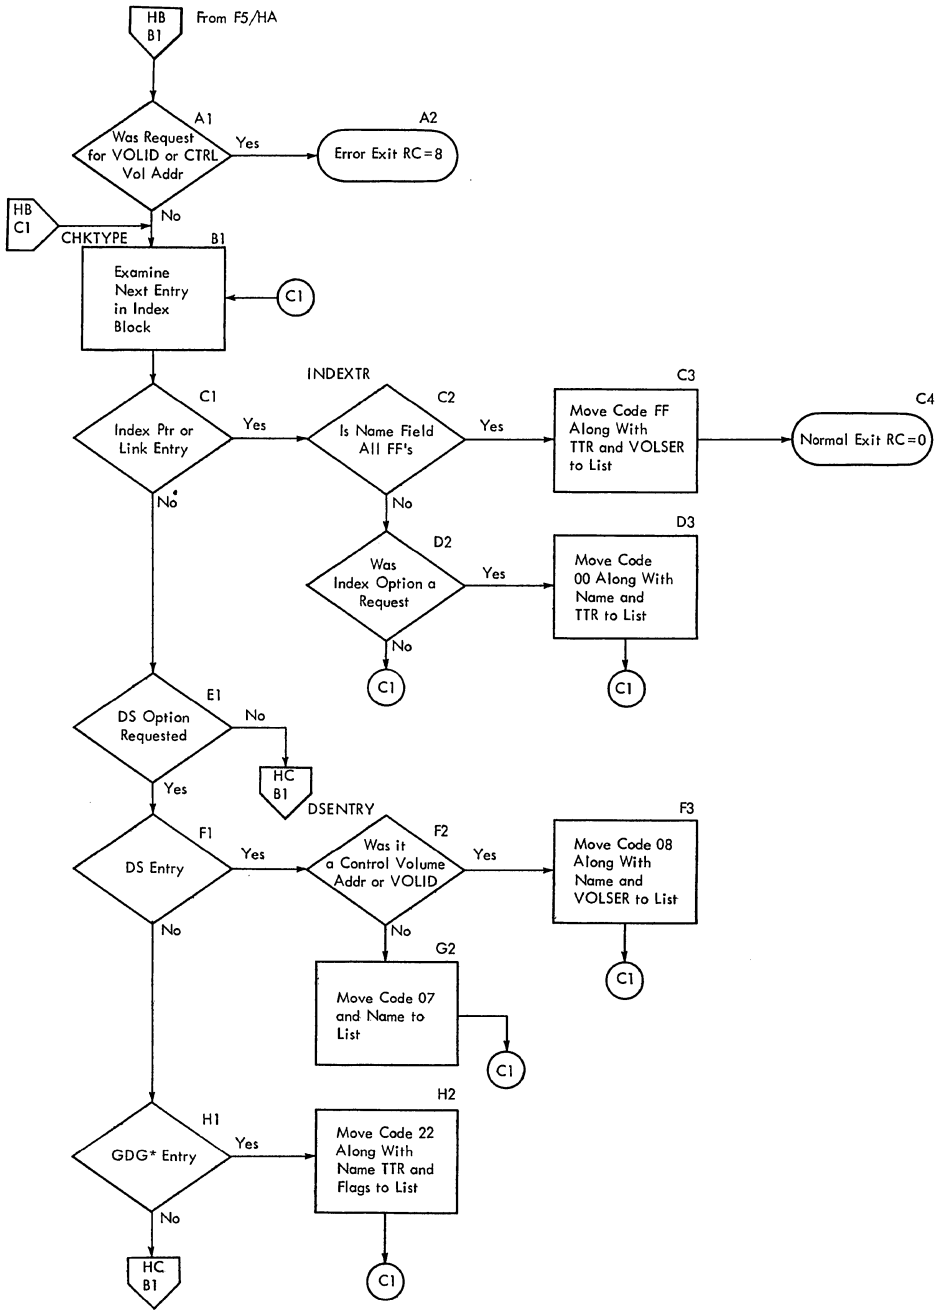 HB
B1
From F5/HA
A1
Was Request
for VOLID or CTRL
Vol Addr
Yes
A2
Error Exit RC=8
No
HB
C1
CHKTYPE
B1
Examine
Next Entry
in Index
Block
C1
INDEXTR
C1
Index Ptr or
Link Entry
Yes
C2
Is Name Field
All FF's
Yes
C3
Move Code FF
Along With
TTR and VOLSER
to List
C4
Normal Exit RC=0
No
No
D2
Was
Index Option a
Request
Yes
D3
Move Code
00 Along With
Name and
TTR to List
No
C1
C1
E1
DS Option
Requested
No
HC
B1
Yes
DSENTRY
F1
DS Entry
Yes
F2
Was it
a Control Volume
Addr or VOLID
Yes
F3
Move Code 08
Along With
Name and
VOLSER to List
No
No
C1
G2
Move Code 07
and Name to
List
C1
H1
GDG* Entry
Yes
H2
Move Code 22
Along With
Name TTR and
Flags to List
No
HC
B1
C1